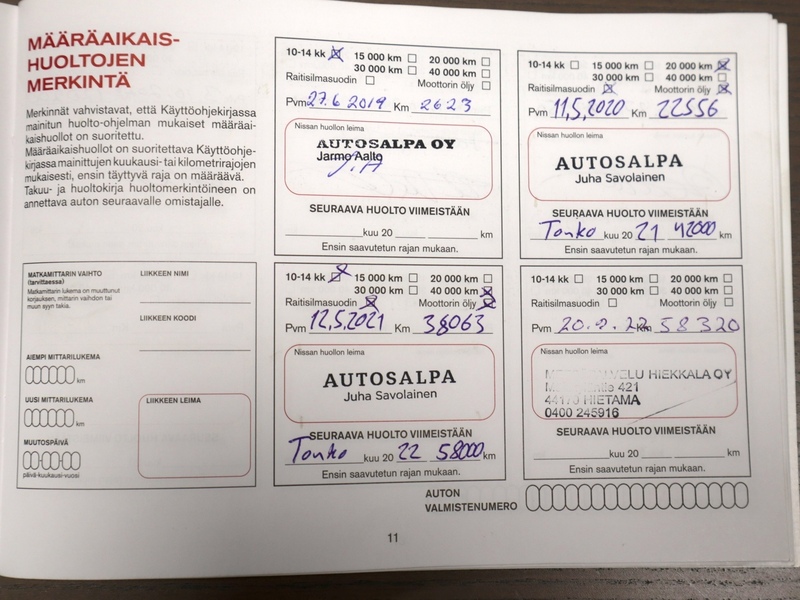 MÄÄRÄAIKAIS-
HUOLTOJEN
MERKINTÄ
Merkinnät vahvistavat, että Käyttöohjekirjassa
mainitun huolto-ohjelman mukaiset määräai-
kaishuollot on suoritettu.
Määräaikaishuollot on suoritettava Käyttöohje-
kirjassa mainittujen kuukausi- tai kilometrirajojen
mukaisesti, ensin täyttyvä raja on määräävä.
Takuu- ja huoltokirja huoltomerkintöineen on
annettava auton seuraavalle omistajalle.
10-14 kk 15 000 km 20 000 km
30 000 km 40 000 km
Raitisilmasuodin Moottorin öljy
Pvm 27.6 2019 Km 2623
Nissan huollon leima
AUTOSALPA OY
Jarmo Aalto
J.A
SEURAAVA HUOLTO VIIMEISTÄÄN
kuu 20 km
Ensin saavutetun rajan mukaan.
10-14 kk 15 000 km 20 000 km
30 000 km 40 000 km
Raitisilmasuodin Moottorin öljy
Pvm 11,5,2020 Km 22556
Nissan huollon leima
AUTOSALPA
Juha Savolainen
SEURAAVA HUOLTO VIIMEISTÄÄN
Touko kuu 20 21 42000 km
Ensin saavutetun rajan mukaan.
MATKAMITTARIN VAIHTO
(tarvittaessa)
Matkamittarin lukema on muuttunut
korjauksen, mittarin vaihdon tai
muun syyn takia.
LIIKKEEN NIMI
LIIKKEEN KOODI
AIEMPI MITTARILUKEMA
km
UUSI MITTARILUKEMA
km
MUUTOSPÄIVÄ
päivä-kuukausi-vuosi
LIIKKEEN LEIMA
10-14 kk 15 000 km 20 000 km
30 000 km 40 000 km
Raitisilmasuodin Moottorin öljy
Pvm 12,5,2021 Km 38063
Nissan huollon leima
AUTOSALPA
Juha Savolainen
SEURAAVA HUOLTO VIIMEISTÄÄN
Touko kuu 20 22 58000 km
Ensin saavutetun rajan mukaan.
10-14 kk 15 000 km 20 000 km
30 000 km 40 000 km
Raitisilmasuodin Moottorin öljy
Pvm Km 58320
Nissan huollon leima
HIEKKALA OY
421
HIETAMA
0400 245916
SEURAAVA HUOLTO VIIMEISTÄÄN
kuu 20 km
Ensin saavutetun rajan mukaan.
AUTON
VALMISTENUMERO
11